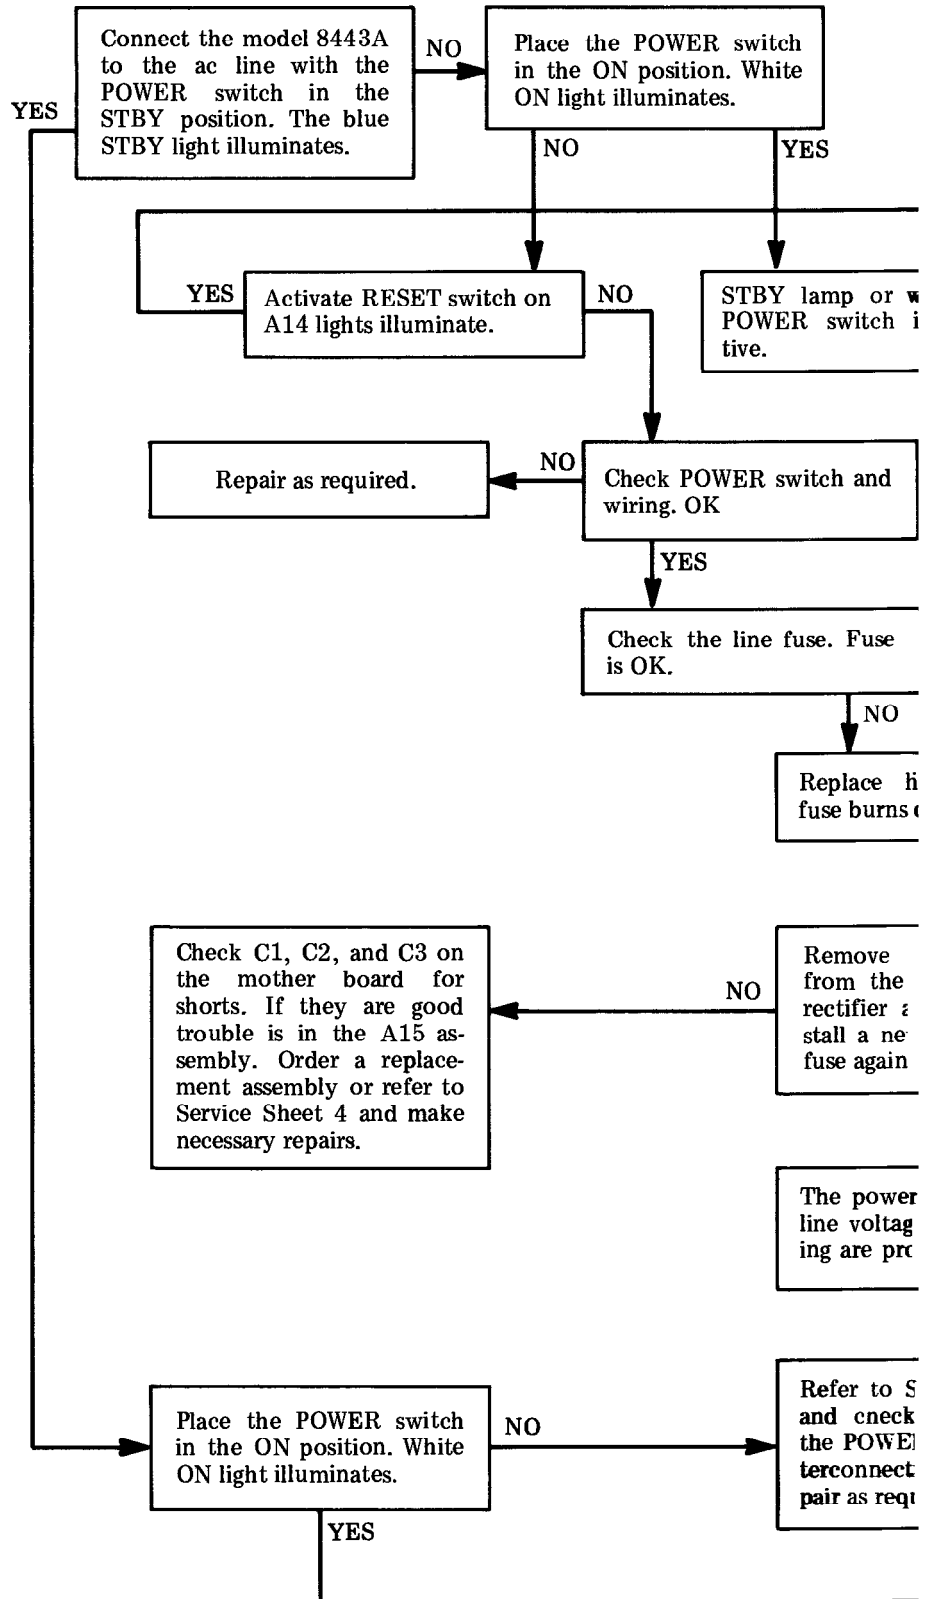 Connect the model 8443A
to the ac line with the
POWER switch in the
STBY position. The blue
STBY light illuminates.
NO
Place the POWER switch
in the ON position. White
ON light illuminates.
YES
NO
YES
YES
Activate RESET switch on
A14 lights illuminate.
NO
STBY lamp or
POWER switch
tive.
Repair as required.
NO
Check POWER switch and
wiring. OK
YES
Check the line fuse. Fuse
is OK.
NO
Replace
fuse burns
Check C1, C2, and C3 on
the mother board for
shorts. If they are good
trouble is in the A15 as-
sembly. Order a replace-
ment assembly or refer to
Service Sheet 4 and make
necessary repairs.
NO
Remove
from the
rectifier
stall a
fuse again
The power
line
ing are
Place the POWER switch
in the ON position. White
ON light illuminates.
NO
Refer to
and cneck
the
pair as
YES